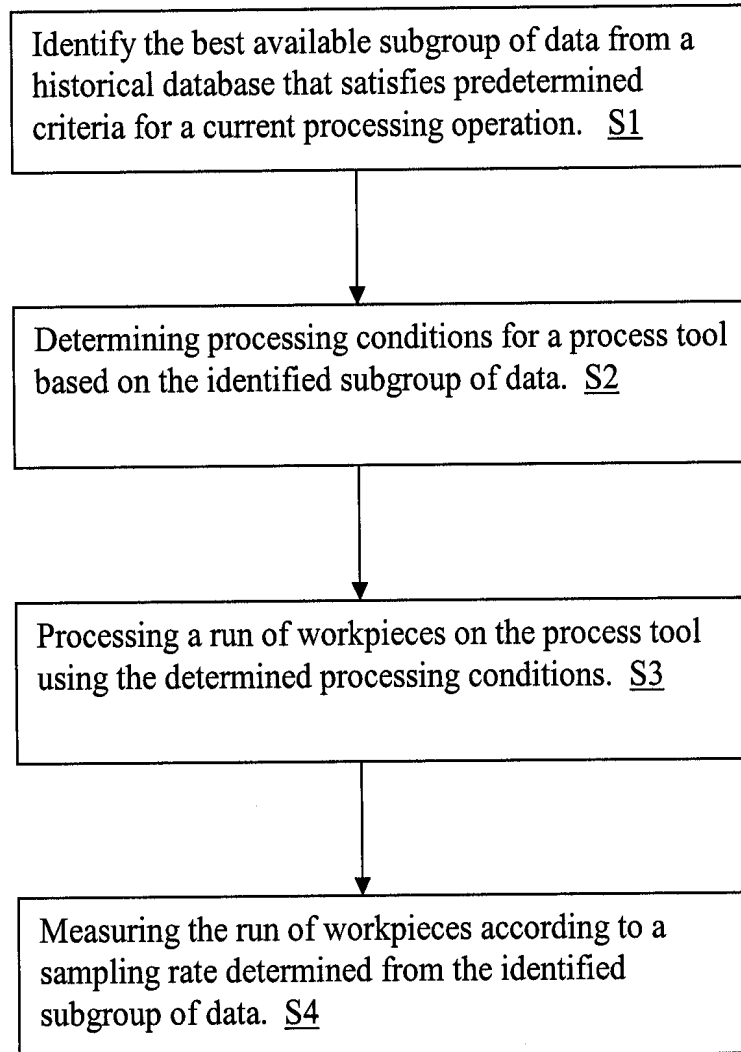 Identify the best available subgroup of data from a
historical database that satisfies predetermined
criteria for a current processing operation. S1
Determining processing conditions for a process tool
based on the identified subgroup of data. S2
Processing a run of workpieces on the process tool
using the determined processing conditions. S3
Measuring the run of workpieces according to a
sampling rate determined from the identified
subgroup of data. S4